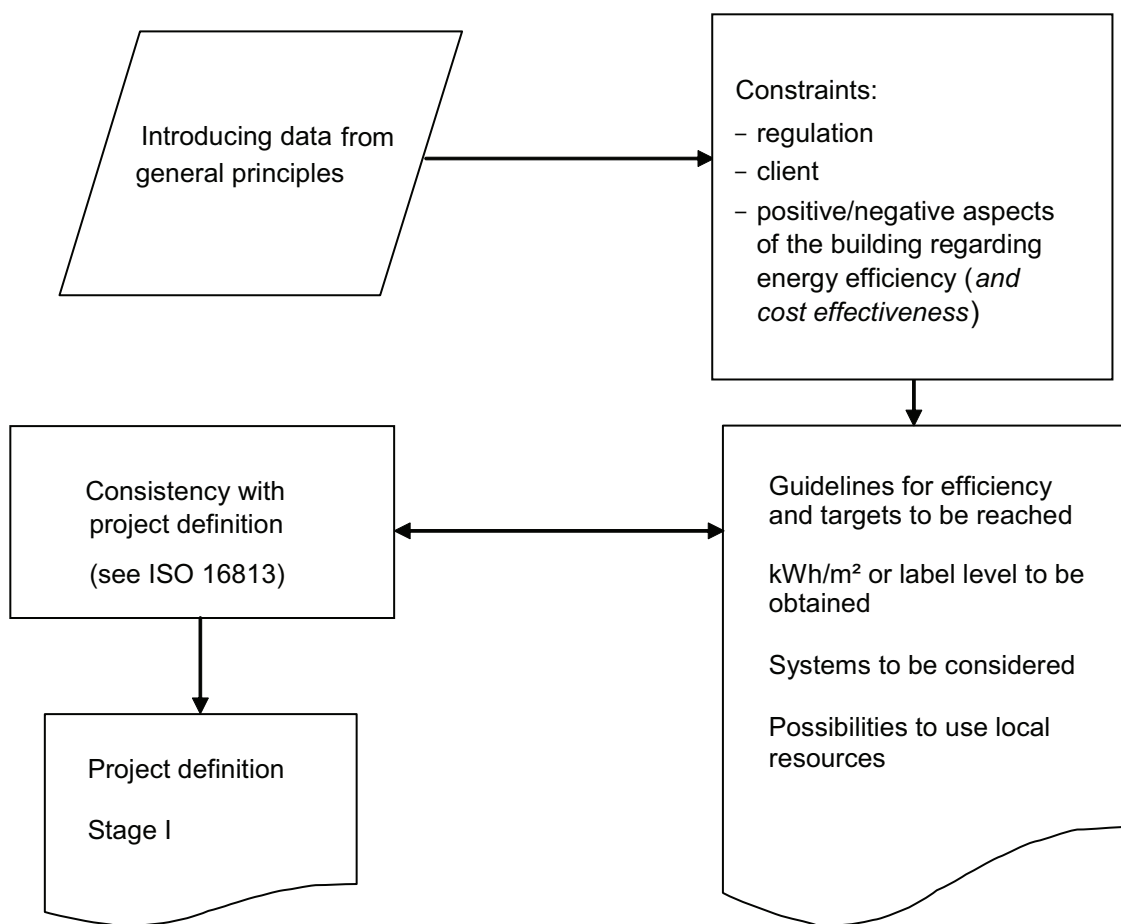 Introducing data from
general principles
Constraints:
– regulation
– client
– positive/negative aspects
of the building regarding
energy efficiency (and
cost effectiveness)
Consistency with
project definition
(see ISO 16813)
Guidelines for efficiency
and targets to be reached
kWh/m² or label level to be
obtained
Systems to be considered
Possibilities to use local
resources
Project definition
Stage I